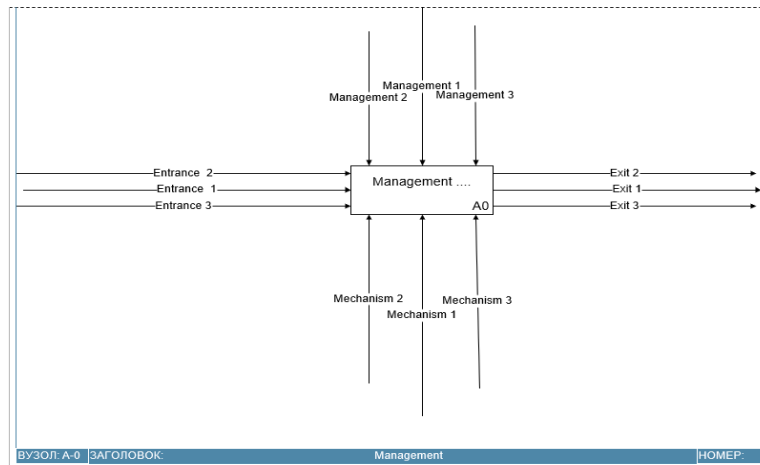 Management 1
Management 2
Management 3
Entrance 2
Entrance 1
Entrance 3
Management ....
A0
Exit 2
Exit 1
Exit 3
Mechanism 2
Mechanism 1
Mechanism 3
ВУЗОЛ: A-0
ЗАГОЛОВОК:
Management
НОМЕР: